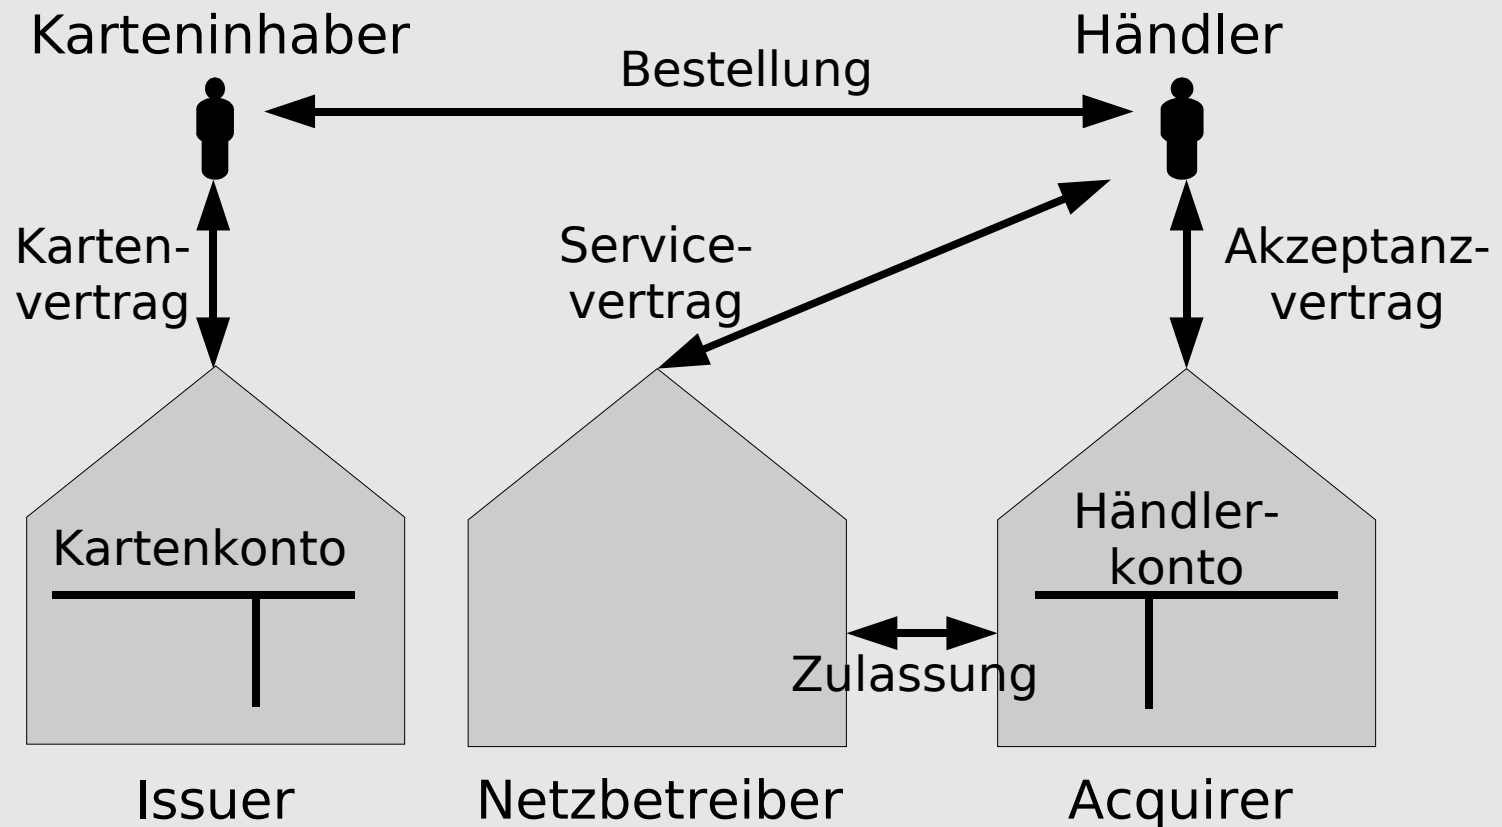 Karteninhaber
Händler
Bestellung
Karten-
vertrag
Service-
vertrag
Akzeptanz-
vertrag
Kartenkonto
Händler-
konto
Zulassung
Issuer
Netzbetreiber
Acquirer